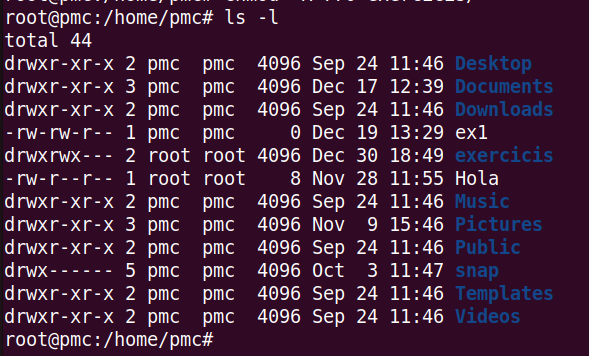 root@pmc:/home/pmc# ls -l
total 44
drwxr-xr-x 2 pmc  pmc  4096 Sep 24 11:46 Desktop
drwxr-xr-x 3 pmc  pmc  4096 Dec 17 12:39 Documents
drwxr-xr-x 2 pmc  pmc  4096 Sep 24 11:46 Downloads
-rw-rw-r-- 1 pmc  pmc     0 Dec 19 13:29 ex1
drwxrwx--- 2 root root 4096 Dec 30 18:49 exercicis
-rw-r--r-- 1 root root    8 Nov 28 11:55 Hola
drwxr-xr-x 2 pmc  pmc  4096 Sep 24 11:46 Music
drwxr-xr-x 3 pmc  pmc  4096 Nov  9 15:46 Pictures
drwxr-xr-x 2 pmc  pmc  4096 Sep 24 11:46 Public
drwx------ 5 pmc  pmc  4096 Oct  3 11:47 snap
drwxr-xr-x 2 pmc  pmc  4096 Sep 24 11:46 Templates
drwxr-xr-x 2 pmc  pmc  4096 Sep 24 11:46 Videos
root@pmc:/home/pmc#